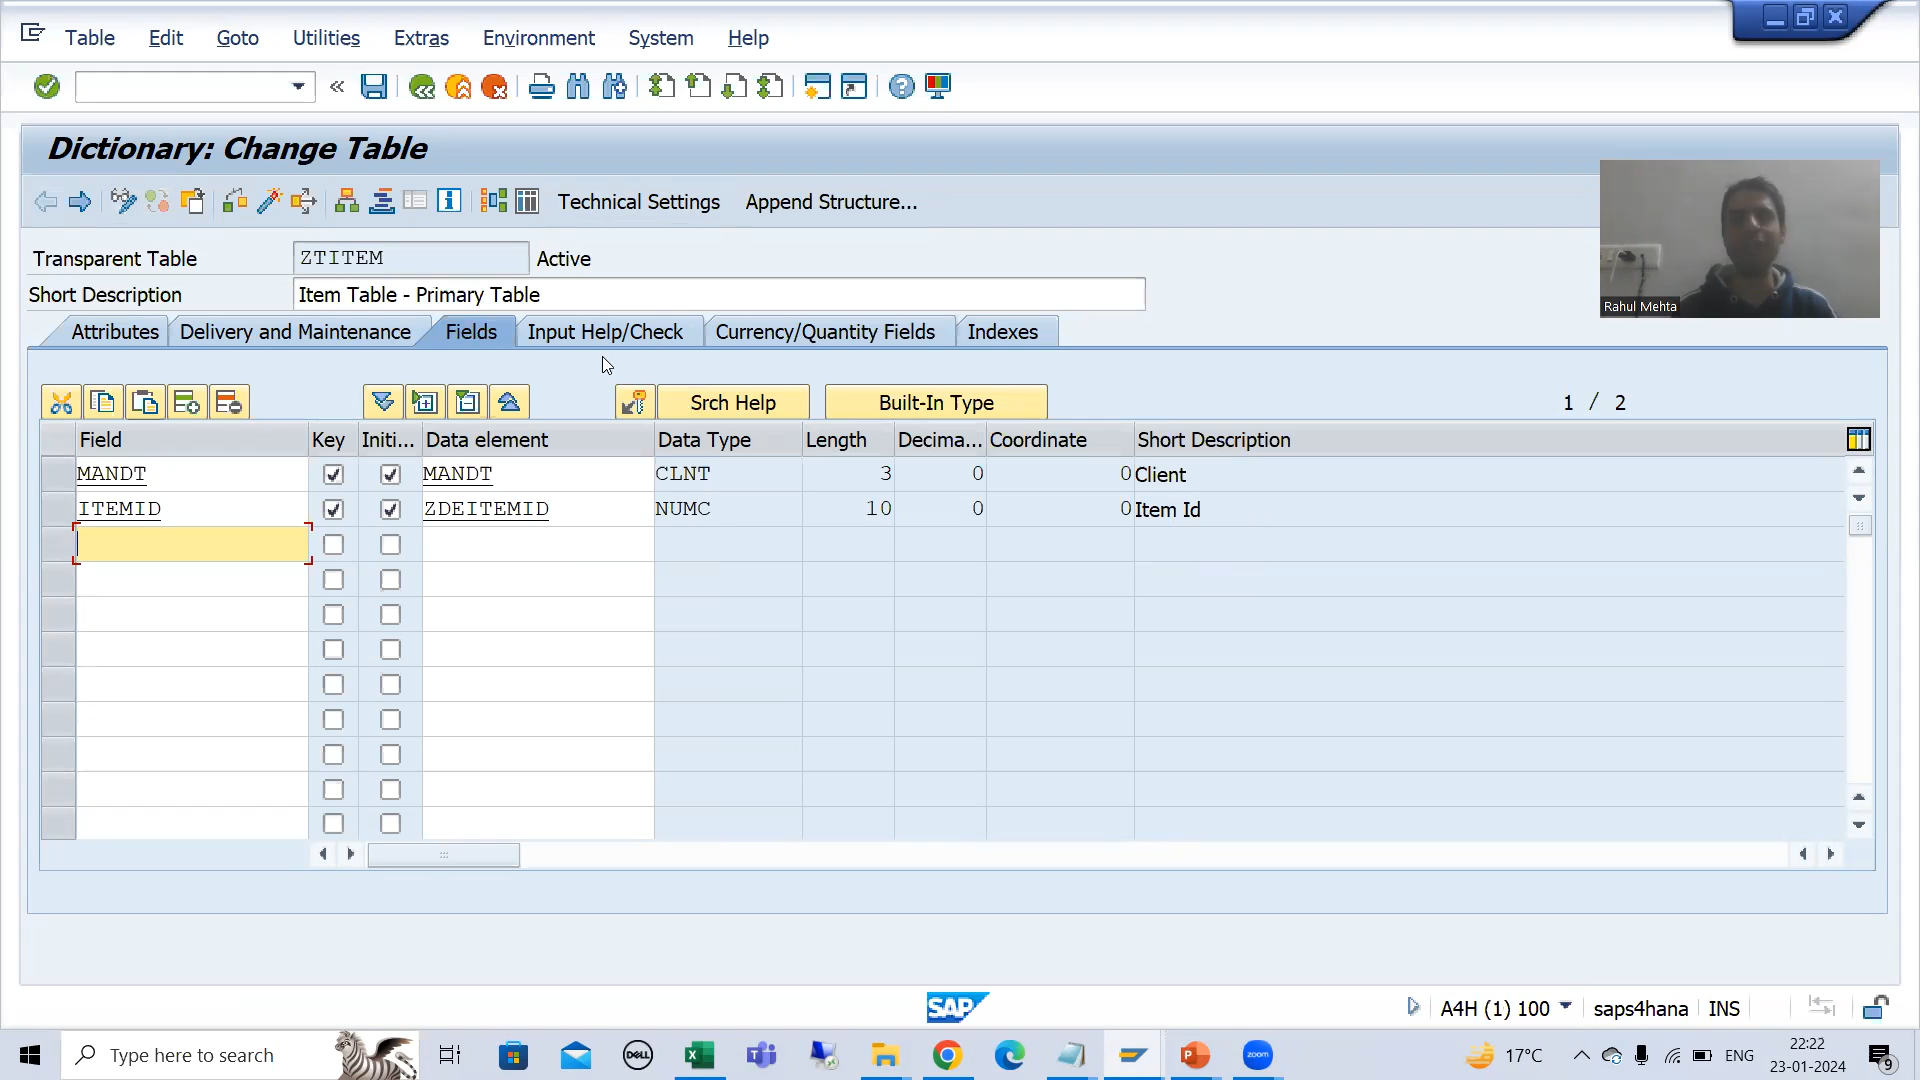 Table Edit Goto Utilities Extras Environment System Help
«
Dictionary: Change Table
Technical Settings Append Structure...
Transparent Table ZTITEM Active
Short Description Item Table - Primary Table
Rahul Mehta
Attributes Delivery and Maintenance Fields Input Help/Check Currency/Quantity Fields Indexes
Srch Help Built-In Type 1 / 2
Field Key Initi... Data element Data Type Length Decima... Coordinate Short Description
MANDT MANDT CLNT 3 0 0 Client
ITEMID ZDEITEMID NUMC 10 0 0 Item Id
SAP
A4H (1) 100 saps4hana INS
Type here to search
DELL
zoom
17°C
ENG
22:22
23-01-2024
9